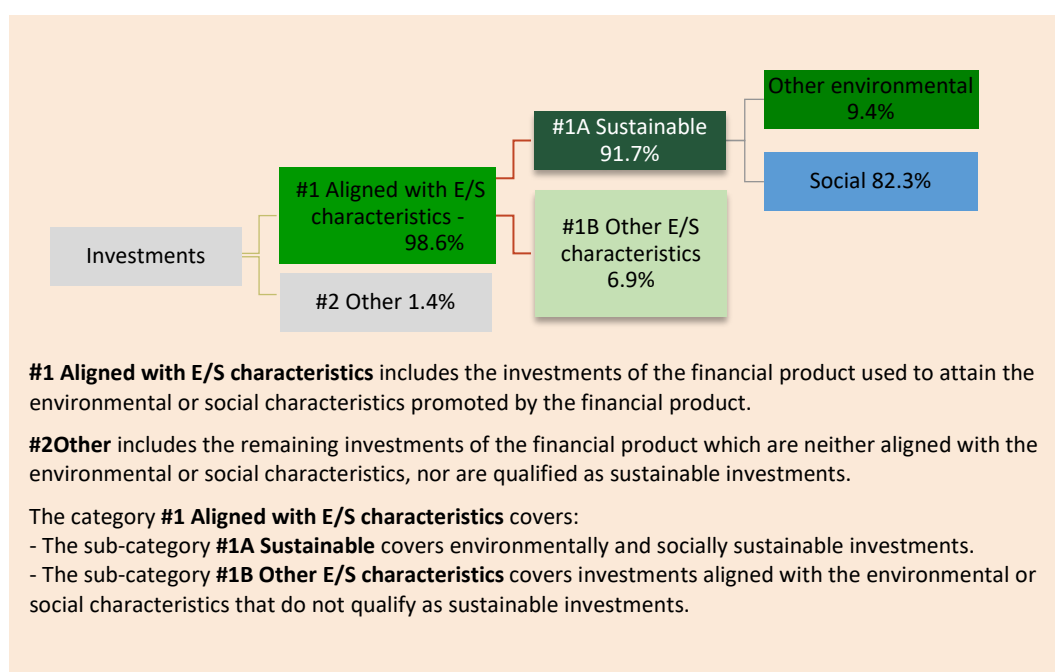 Other environmental
9.4%
#1A Sustainable
91.7%
Social 82.3%
#1 Aligned with E/S
characteristics -
98.6%
#1B Other E/S
characteristics
6.9%
Investments
#2 Other 1.4%
#1 Aligned with E/S characteristics includes the investments of the financial product used to attain the
environmental or social characteristics promoted by the financial product.
#2Other includes the remaining investments of the financial product which are neither aligned with the
environmental or social characteristics, nor are qualified as sustainable investments.
The category #1 Aligned with E/S characteristics covers:
- The sub-category #1A Sustainable covers environmentally and socially sustainable investments.
- The sub-category #1B Other E/S characteristics covers investments aligned with the environmental or
social characteristics that do not qualify as sustainable investments.